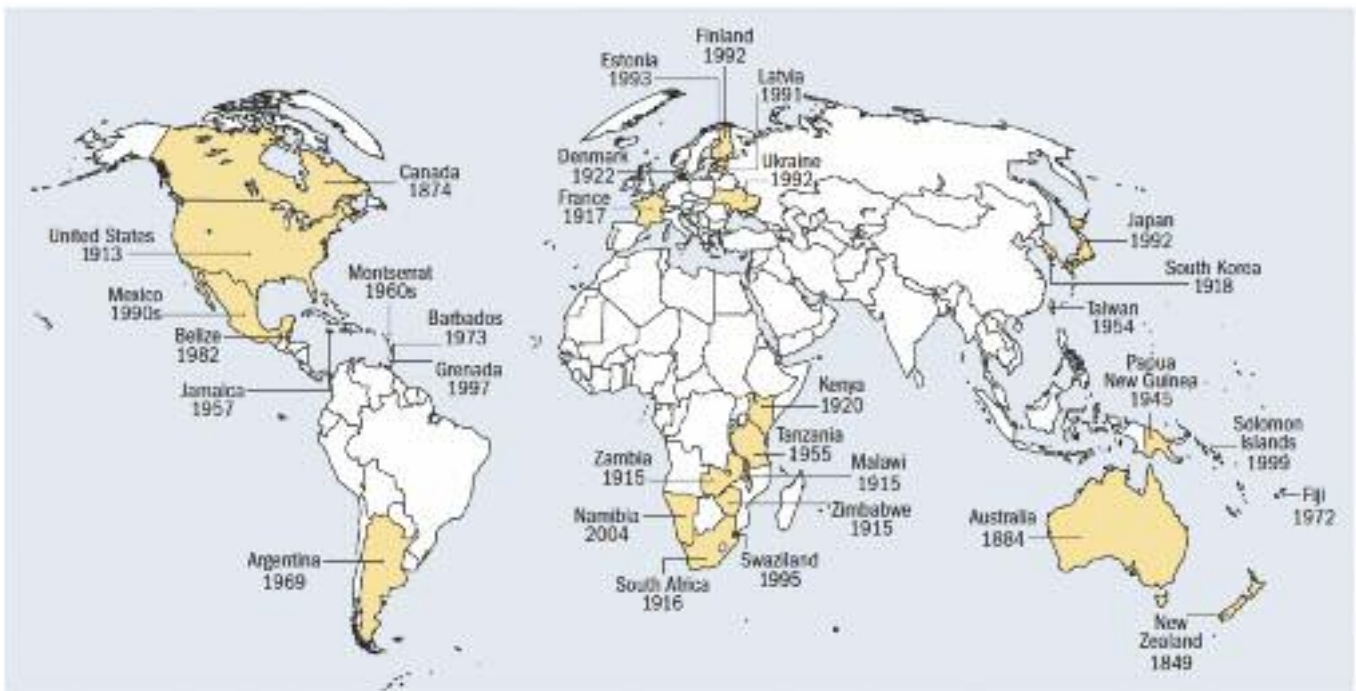 Finland
1992
Estonia
1993
Latvia
1991
Denmark
1922
Ukraine
1992
France
1917
Canada
1874
United States
1913
Montserrat
1960s
Mexico
1990s
Barbados
1973
Belize
1982
Grenada
1997
Jamaica
1957
Japan
1992
South Korea
1918
Taiwan
1954
Papua
New Guinea
1945
Kenya
1920
Tanzania
1955
Solomon
Islands
1999
Zambia
1915
Malawi
1915
Fiji
1972
Namibia
2004
Zimbabwe
1915
Australia
1884
Argentina
1969
Swaziland
1995
South Africa
1916
New
Zealand
1849